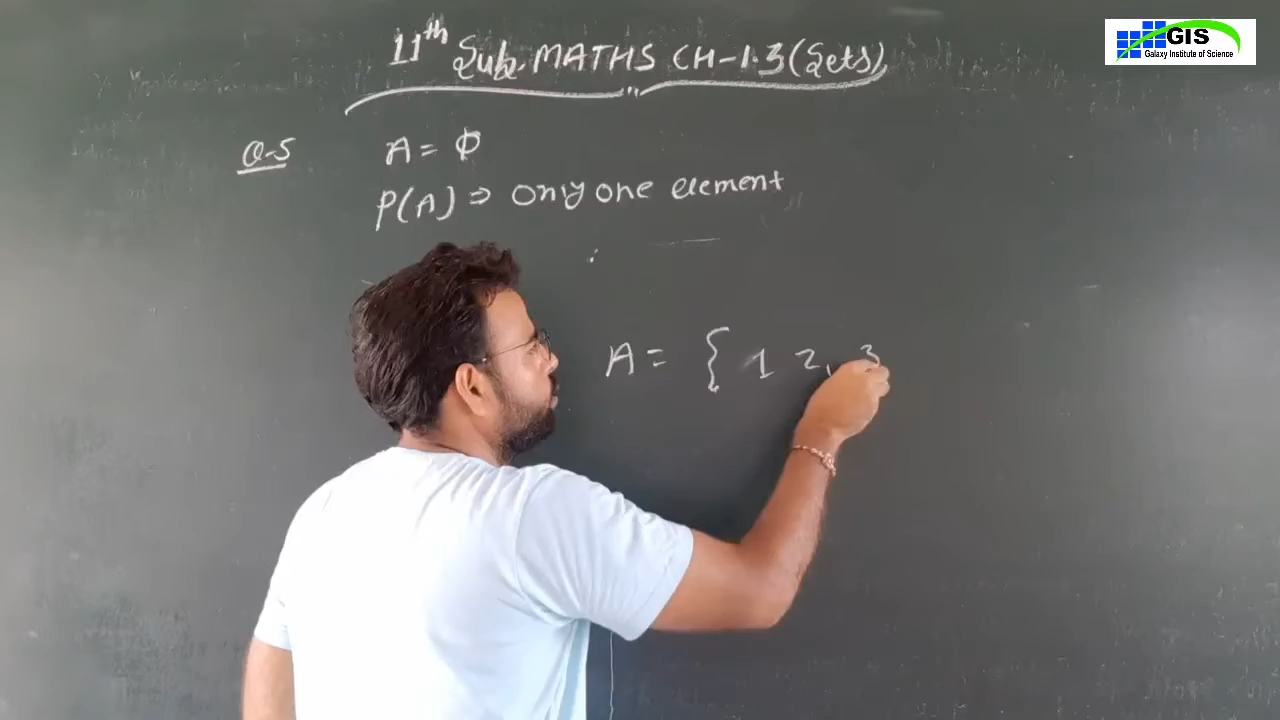 11th Sub. MATHS CH-1.3 (Sets)
Q-5
A = Φ
P(A) ⇒ Only one element
A = { 1 2, 3
GIS
Galaxy Institute of Science